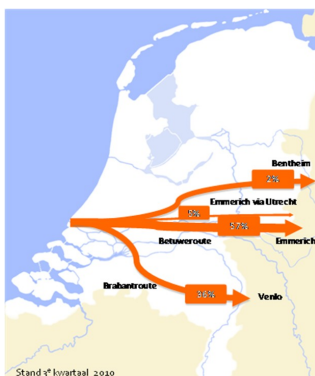 Bentheim
Emmerich via Utrecht
Betuweroute
Emmerich
Brabantroute
Venlo
Stand 3e kwartaal 2010